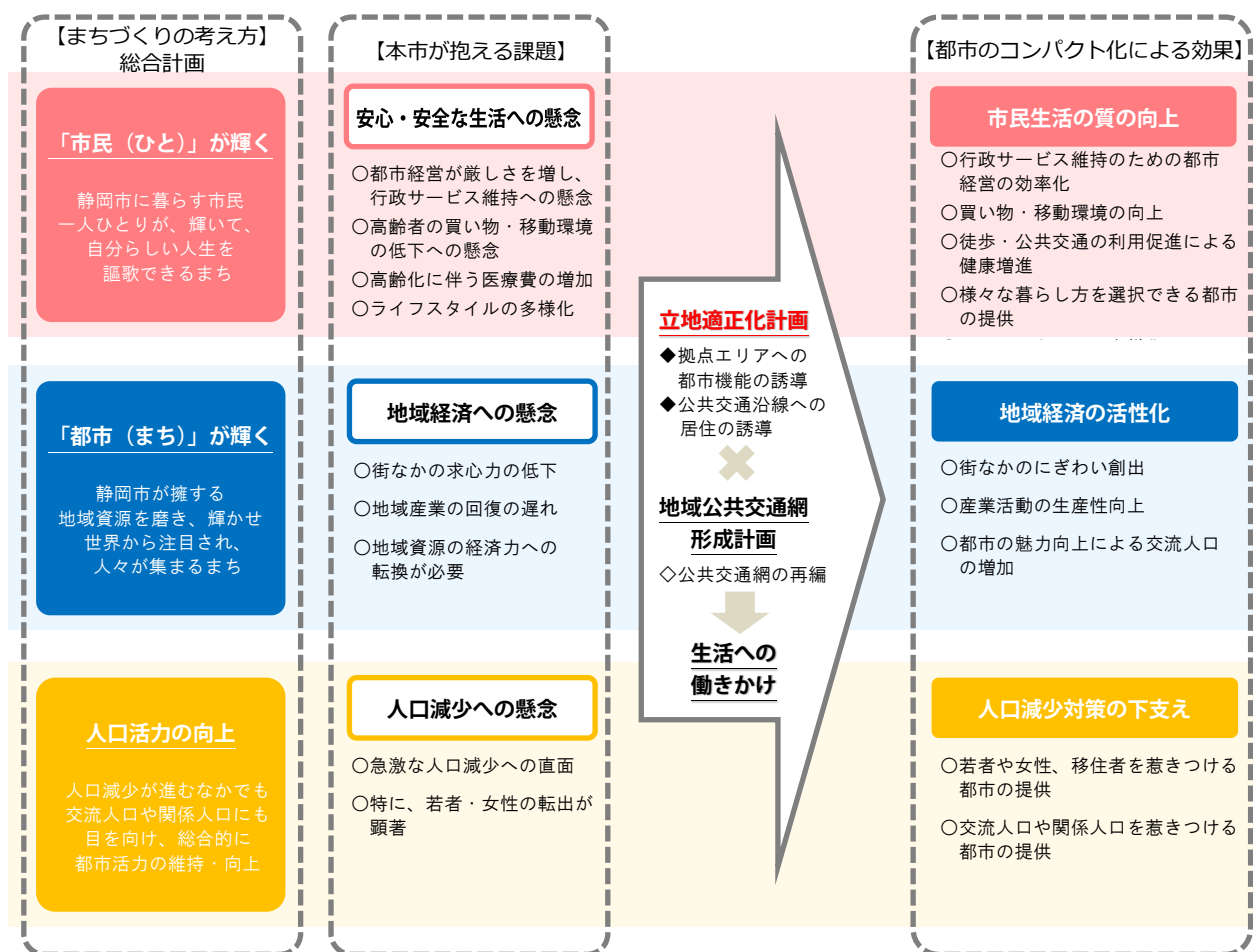 【まちづくりの考え方】
総合計画
「市民（ひと）」が輝く
静岡市に暮らす市民
一人ひとりが、輝いて、
自分らしい人生を
謳歌できるまち
「都市（まち）」が輝く
静岡市が擁する
地域資源を磨き、輝かせ
世界から注目され、
人々が集まるまち
人口活力の向上
人口減少が進むなかでも
交流人口や関係人口にも
目を向け、総合的に
都市活力の維持・向上
【本市が抱える課題】
安心・安全な生活への懸念
○都市経営が厳しさを増し、
行政サービス維持への懸念
○高齢者の買い物・移動環境
の低下への懸念
○高齢化に伴う医療費の増加
○ライフスタイルの多様化
地域経済への懸念
○街なかの求心力の低下
○地域産業の回復の遅れ
○地域資源の経済力への
転換が必要
人口減少への懸念
○急激な人口減少への直面
○特に、若者・女性の転出が
顕著
立地適正化計画
◆拠点エリアへの
都市機能の誘導
◆公共交通沿線への
居住の誘導
地域公共交通網
形成計画
◇公共交通網の再編
生活への
働きかけ
【都市のコンパクト化による効果】
市民生活の質の向上
○行政サービス維持のための都市
経営の効率化
○買い物・移動環境の向上
○徒歩・公共交通の利用促進による
健康増進
○様々な暮らし方を選択できる都市
の提供
地域経済の活性化
○街なかのにぎわい創出
○産業活動の生産性向上
○都市の魅力向上による交流人口
の増加
人口減少対策の下支え
○若者や女性、移住者を惹きつける
都市の提供
○交流人口や関係人口を惹きつける
都市の提供